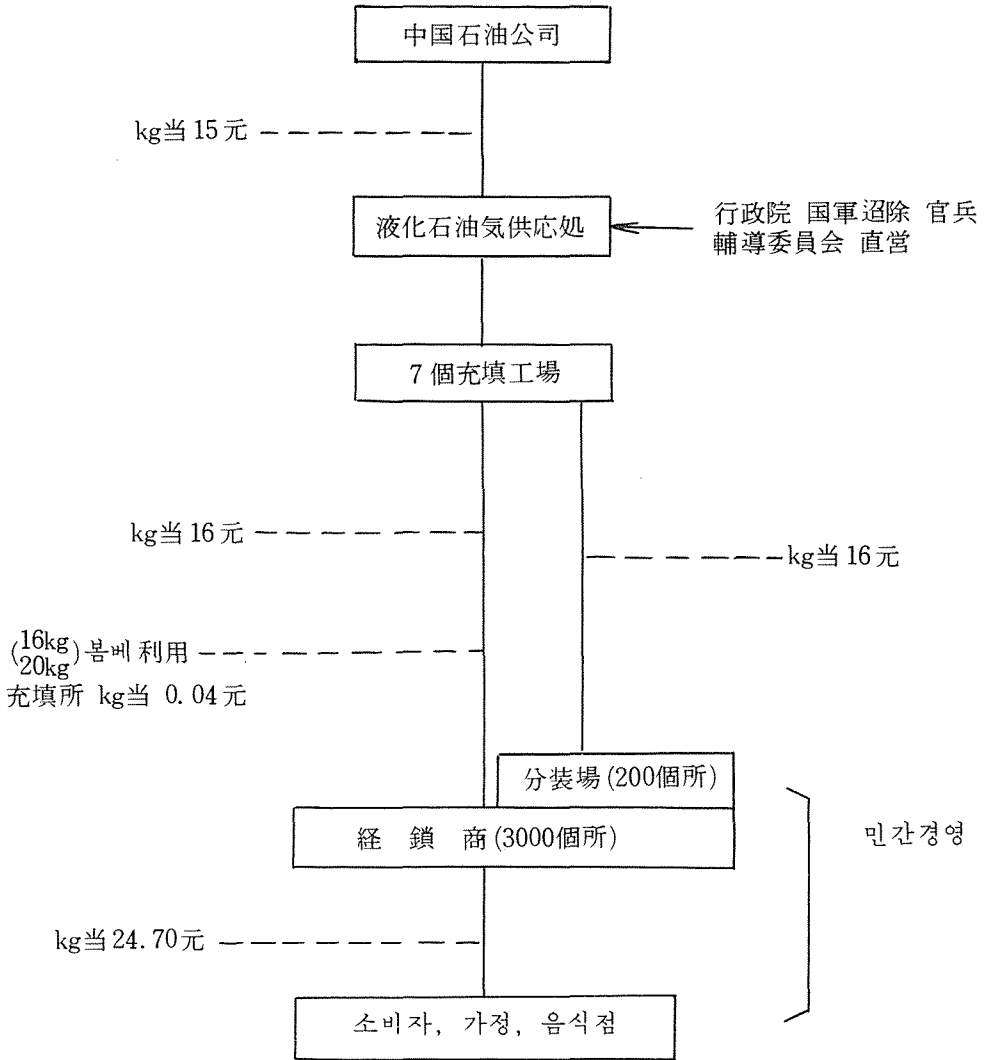 中国石油公司
kg当 15元
液化石油気供応処
行政院 国軍迢除 官兵
輔導委員会 直営
7個充填工場
kg当 16元
kg当 16元
(16kg
20kg)봄베 利用
充填所 kg当 0.04元
分装場(200個所)
経 鎖 商(3000個所)
민간경영
kg当24.70元
소비자, 가정, 음식점